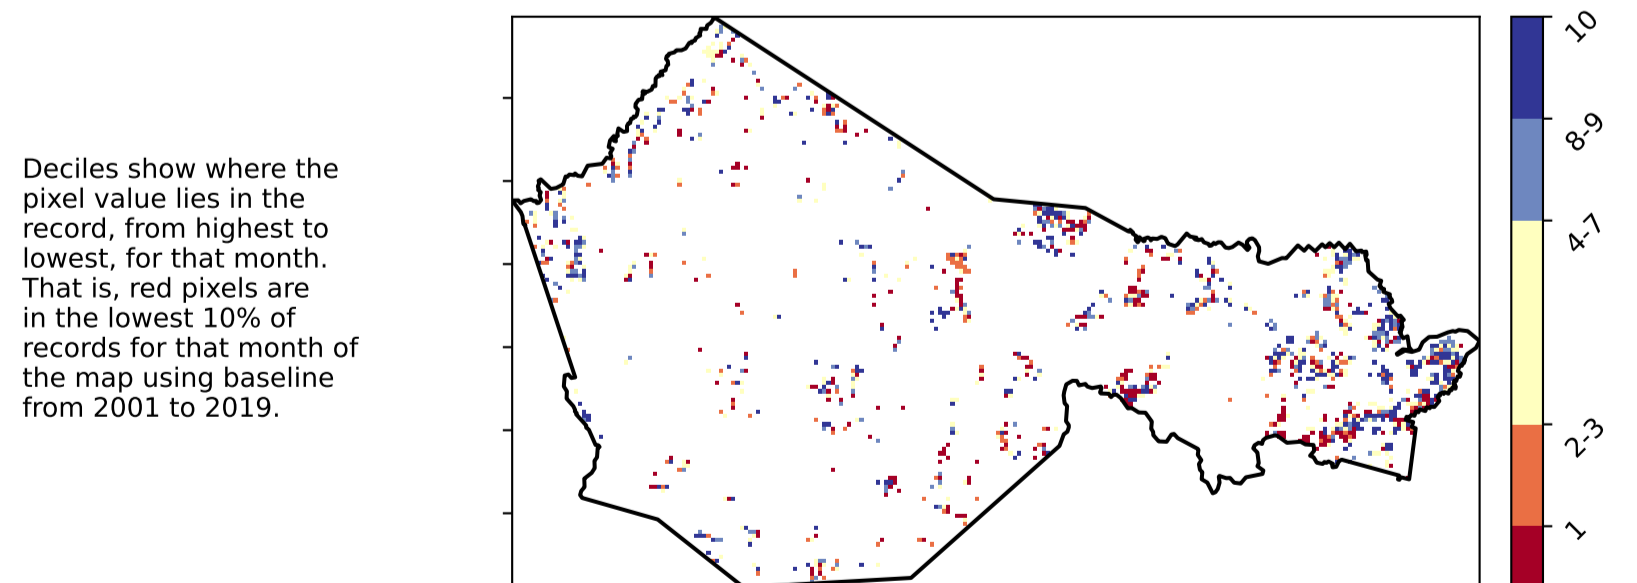 Deciles show where the
pixel value lies in the
record, from highest to
lowest, for that month.
That is, red pixels are
in the lowest 10% of
records for that month of
the map using baseline
from 2001 to 2019.
10
8-9
4-7
2-3
1